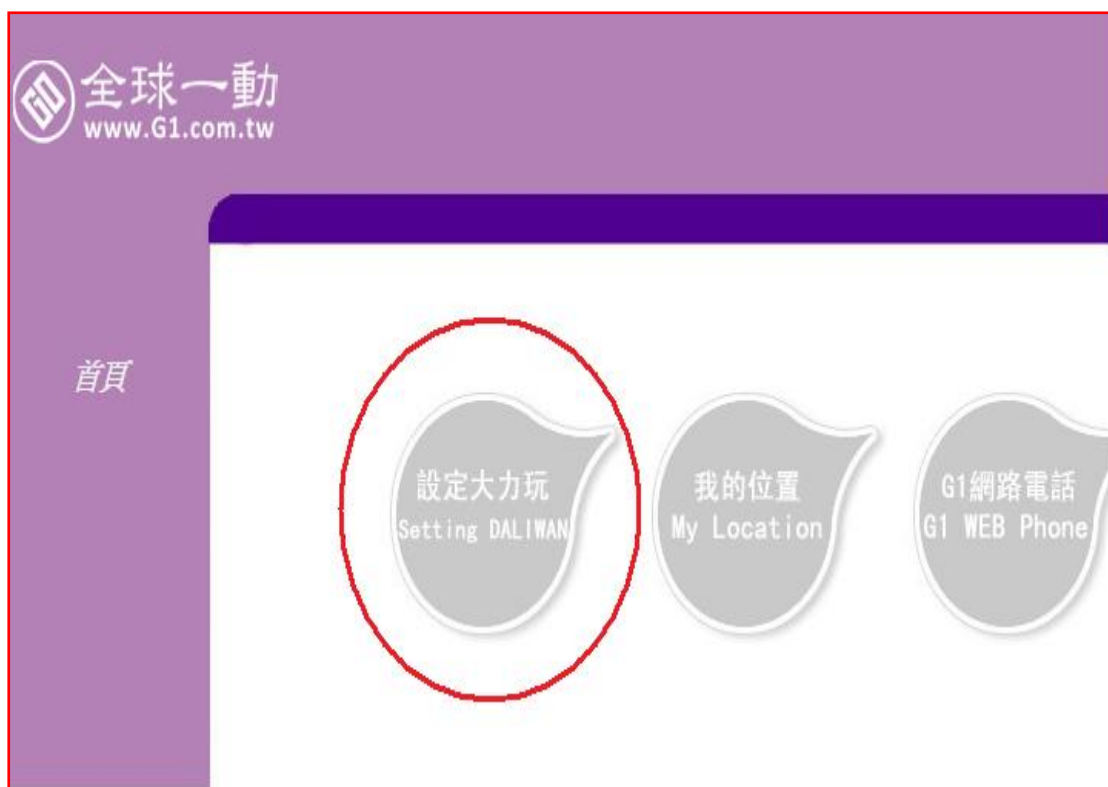 全球一動
www.G1.com.tw
首頁
設定大力玩
Setting DALIWAN
我的位置
My Location
G1網路電話
G1 WEB Phone